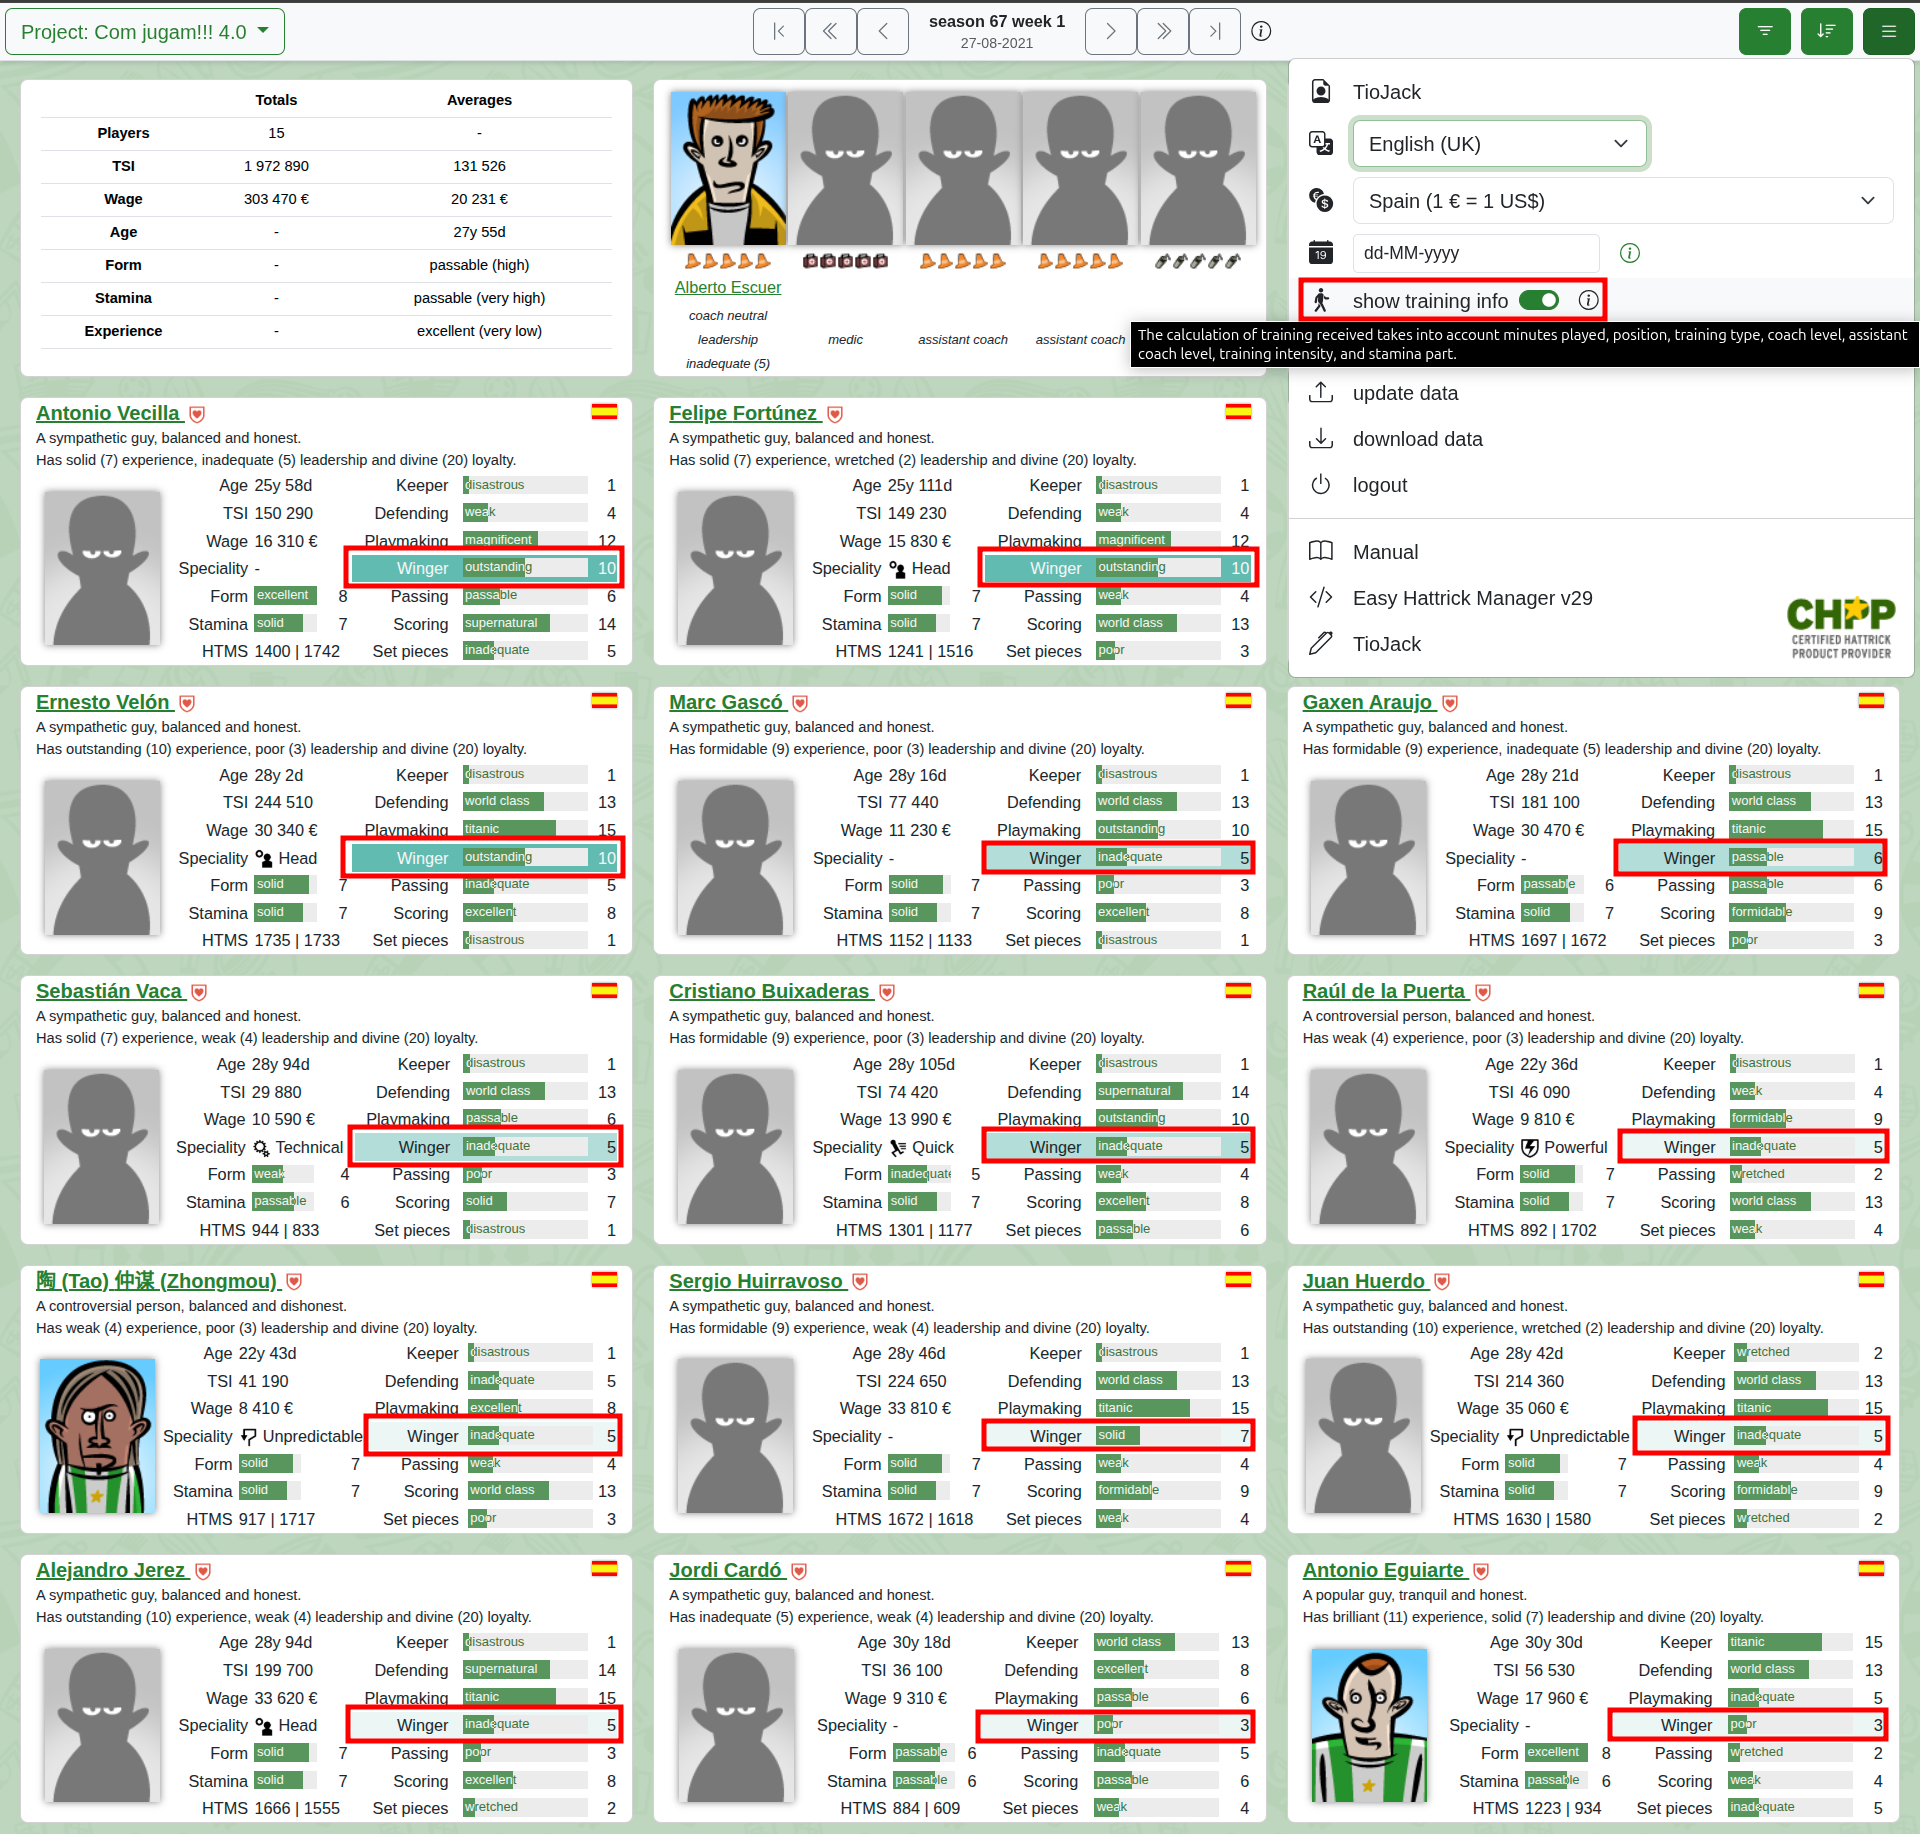 Project: Com jugam!!! 4.0
season 67 week 1
27-08-2021
Totals Averages
Players 15 -
TSI 1 972 890 131 526
Wage 303 470 € 20 231 €
Age - 27y 55d
Form - passable (high)
Stamina - passable (very high)
Experience - excellent (very low)
Alberto Escuer
coach neutral
leadership
inadequate (5)
medic
assistant coach
assistant coach
TioJack
English (UK)
Spain (1 € = 1 US$)
19
dd-MM-yyyy
show training info
The calculation of training received takes into account minutes played, position, training type, coach level, assistant
coach level, training intensity, and stamina part.
update data
download data
logout
Manual
Easy Hattrick Manager v29
TioJack
CHPP
CERTIFIED HATTRICK
PRODUCT PROVIDER
Antonio Vecilla
A sympathetic guy, balanced and honest.
Has solid (7) experience, inadequate (5) leadership and divine (20) loyalty.
Age 25y 58d Keeper disastrous 1
TSI 150 290 Defending weak 4
Wage 16 310 € Playmaking magnificent 12
Speciality - Winger outstanding 10
Form excellent 8 Passing passable 6
Stamina solid 7 Scoring supernatural 14
HTMS 1400 | 1742 Set pieces inadequate 5
Felipe Fortúnez
A sympathetic guy, balanced and honest.
Has solid (7) experience, wretched (2) leadership and divine (20) loyalty.
Age 25y 111d Keeper disastrous 1
TSI 149 230 Defending weak 4
Wage 15 830 € Playmaking magnificent 12
Speciality Head Winger outstanding 10
Form solid 7 Passing weak 4
Stamina solid 7 Scoring world class 13
HTMS 1241 | 1516 Set pieces poor 3
Ernesto Velón
A sympathetic guy, balanced and honest.
Has outstanding (10) experience, poor (3) leadership and divine (20) loyalty.
Age 28y 2d Keeper disastrous 1
TSI 244 510 Defending world class 13
Wage 30 340 € Playmaking titanic 15
Speciality Head Winger outstanding 10
Form solid 7 Passing inadequate 5
Stamina solid 7 Scoring excellent 8
HTMS 1735 | 1733 Set pieces disastrous 1
Marc Gascó
A sympathetic guy, balanced and honest.
Has formidable (9) experience, poor (3) leadership and divine (20) loyalty.
Age 28y 16d Keeper disastrous 1
TSI 77 440 Defending world class 13
Wage 11 230 € Playmaking outstanding 10
Speciality - Winger inadequate 5
Form solid 7 Passing poor 3
Stamina solid 7 Scoring excellent 8
HTMS 1152 | 1133 Set pieces disastrous 1
Gaxen Araujo
A sympathetic guy, balanced and honest.
Has formidable (9) experience, inadequate (5) leadership and divine (20) loyalty.
Age 28y 21d Keeper disastrous 1
TSI 181 100 Defending world class 13
Wage 30 470 € Playmaking titanic 15
Speciality - Winger passable 6
Form passable 6 Passing passable 6
Stamina solid 7 Scoring formidable 9
HTMS 1697 | 1672 Set pieces poor 3
Sebastián Vaca
A sympathetic guy, balanced and honest.
Has solid (7) experience, weak (4) leadership and divine (20) loyalty.
Age 28y 94d Keeper disastrous 1
TSI 29 880 Defending world class 13
Wage 10 590 € Playmaking passable 6
Speciality Technical Winger inadequate 5
Form weak 4 Passing poor 3
Stamina passable 6 Scoring solid 7
HTMS 944 | 833 Set pieces disastrous 1
Cristiano Buixaderas
A sympathetic guy, balanced and honest.
Has formidable (9) experience, poor (3) leadership and divine (20) loyalty.
Age 28y 105d Keeper disastrous 1
TSI 74 420 Defending supernatural 14
Wage 13 990 € Playmaking outstanding 10
Speciality Quick Winger inadequate 5
Form inadequate 5 Passing weak 4
Stamina solid 7 Scoring excellent 8
HTMS 1301 | 1177 Set pieces passable 6
Raúl de la Puerta
A controversial person, balanced and honest.
Has weak (4) experience, poor (3) leadership and divine (20) loyalty.
Age 22y 36d Keeper disastrous 1
TSI 46 090 Defending weak 4
Wage 9 810 € Playmaking formidable 9
Speciality Powerful Winger inadequate 5
Form solid 7 Passing wretched 2
Stamina solid 7 Scoring world class 13
HTMS 892 | 1702 Set pieces weak 4
陶 (Tao) 仲谋 (Zhongmou)
A controversial person, balanced and dishonest.
Has weak (4) experience, poor (3) leadership and divine (20) loyalty.
Age 22y 43d Keeper disastrous 1
TSI 41 190 Defending inadequate 5
Wage 8 410 € Playmaking excellent 8
Speciality Unpredictable Winger inadequate 5
Form solid 7 Passing weak 4
Stamina solid 7 Scoring world class 13
HTMS 917 | 1717 Set pieces poor 3
Sergio Huirravoso
A sympathetic guy, balanced and honest.
Has formidable (9) experience, weak (4) leadership and divine (20) loyalty.
Age 28y 46d Keeper disastrous 1
TSI 224 650 Defending world class 13
Wage 33 810 € Playmaking titanic 15
Speciality - Winger solid 7
Form solid 7 Passing weak 4
Stamina solid 7 Scoring formidable 9
HTMS 1672 | 1618 Set pieces weak 4
Juan Huerdo
A sympathetic guy, balanced and honest.
Has outstanding (10) experience, wretched (2) leadership and divine (20) loyalty.
Age 28y 42d Keeper wretched 2
TSI 214 360 Defending world class 13
Wage 35 060 € Playmaking titanic 15
Speciality Unpredictable Winger inadequate 5
Form solid 7 Passing weak 4
Stamina solid 7 Scoring formidable 9
HTMS 1630 | 1580 Set pieces wretched 2
Alejandro Jerez
A sympathetic guy, balanced and honest.
Has outstanding (10) experience, weak (4) leadership and divine (20) loyalty.
Age 28y 94d Keeper disastrous 1
TSI 199 700 Defending supernatural 14
Wage 33 620 € Playmaking titanic 15
Speciality Head Winger inadequate 5
Form solid 7 Passing poor 3
Stamina solid 7 Scoring excellent 8
HTMS 1666 | 1555 Set pieces wretched 2
Jordi Cardó
A sympathetic guy, balanced and honest.
Has inadequate (5) experience, weak (4) leadership and divine (20) loyalty.
Age 30y 18d Keeper world class 13
TSI 36 100 Defending excellent 8
Wage 9 310 € Playmaking passable 6
Speciality - Winger poor 3
Form passable 6 Passing inadequate 5
Stamina passable 6 Scoring passable 6
HTMS 884 | 609 Set pieces weak 4
Antonio Eguiarte
A popular guy, tranquil and honest.
Has brilliant (11) experience, solid (7) leadership and divine (20) loyalty.
Age 30y 30d Keeper titanic 15
TSI 56 530 Defending world class 13
Wage 17 960 € Playmaking inadequate 5
Speciality - Winger poor 3
Form excellent 8 Passing wretched 2
Stamina passable 6 Scoring weak 4
HTMS 1223 | 934 Set pieces inadequate 5